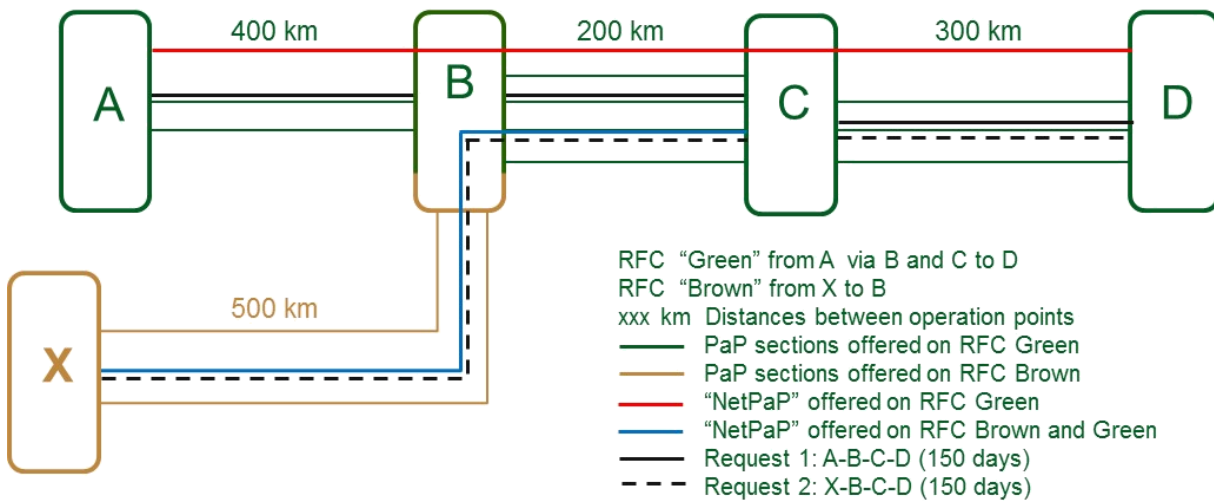 400 km
200 km
300 km
A
B
C
D
500 km
X
RFC “Green” from A via B and C to D
RFC “Brown” from X to B
xxx km Distances between operation points
PaP sections offered on RFC Green
PaP sections offered on RFC Brown
“NetPaP” offered on RFC Green
“NetPaP” offered on RFC Brown and Green
Request 1: A-B-C-D (150 days)
Request 2: X-B-C-D (150 days)